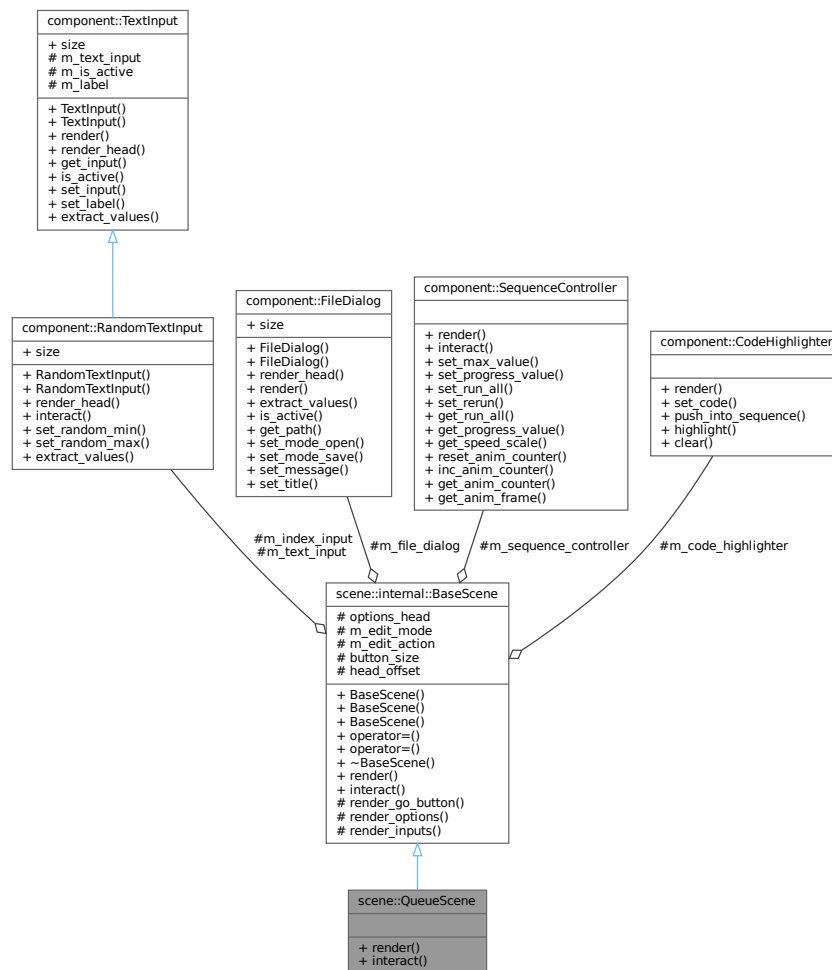 component::TextInput
+ size
# m_text_input
# m_is_active
# m_label
+ TextInput()
+ TextInput()
+ render()
+ render_head()
+ get_input()
+ is_active()
+ set_input()
+ set_label()
+ extract_values()
component::RandomTextInput
+ size
+ RandomTextInput()
+ RandomTextInput()
+ render_head()
+ interact()
+ set_random_min()
+ set_random_max()
+ extract_values()
component::FileDialog
+ size
+ FileDialog()
+ FileDialog()
+ render_head()
+ render()
+ extract_values()
+ is_active()
+ get_path()
+ set_mode_open()
+ set_mode_save()
+ set_message()
+ set_title()
component::SequenceController
+ render()
+ interact()
+ set_max_value()
+ set_progress_value()
+ set_run_all()
+ set_rerun()
+ get_run_all()
+ get_progress_value()
+ get_speed_scale()
+ reset_anim_counter()
+ inc_anim_counter()
+ get_anim_counter()
+ get_anim_frame()
component::CodeHighlighter
+ render()
+ set_code()
+ push_into_sequence()
+ highlight()
+ clear()
#m_index_input
#m_text_input
#m_file_dialog
#m_sequence_controller
#m_code_highlighter
scene::internal::BaseScene
# options_head
# m_edit_mode
# m_edit_action
# button_size
# head_offset
+ BaseScene()
+ BaseScene()
+ BaseScene()
+ operator=()
+ operator=()
+ ~BaseScene()
+ render()
+ interact()
# render_go_button()
# render_options()
# render_inputs()
scene::QueueScene
+ render()
+ interact()